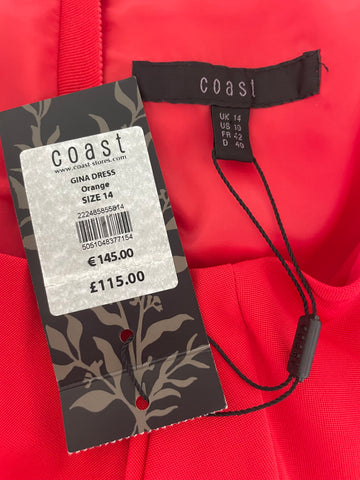 coast
UK 14
US 10
FR 42
D 40
coast
www.coast-stores.com
GINA DRESS
Orange
SIZE 14
222485855914
5051048377154
€145.00
£115.00